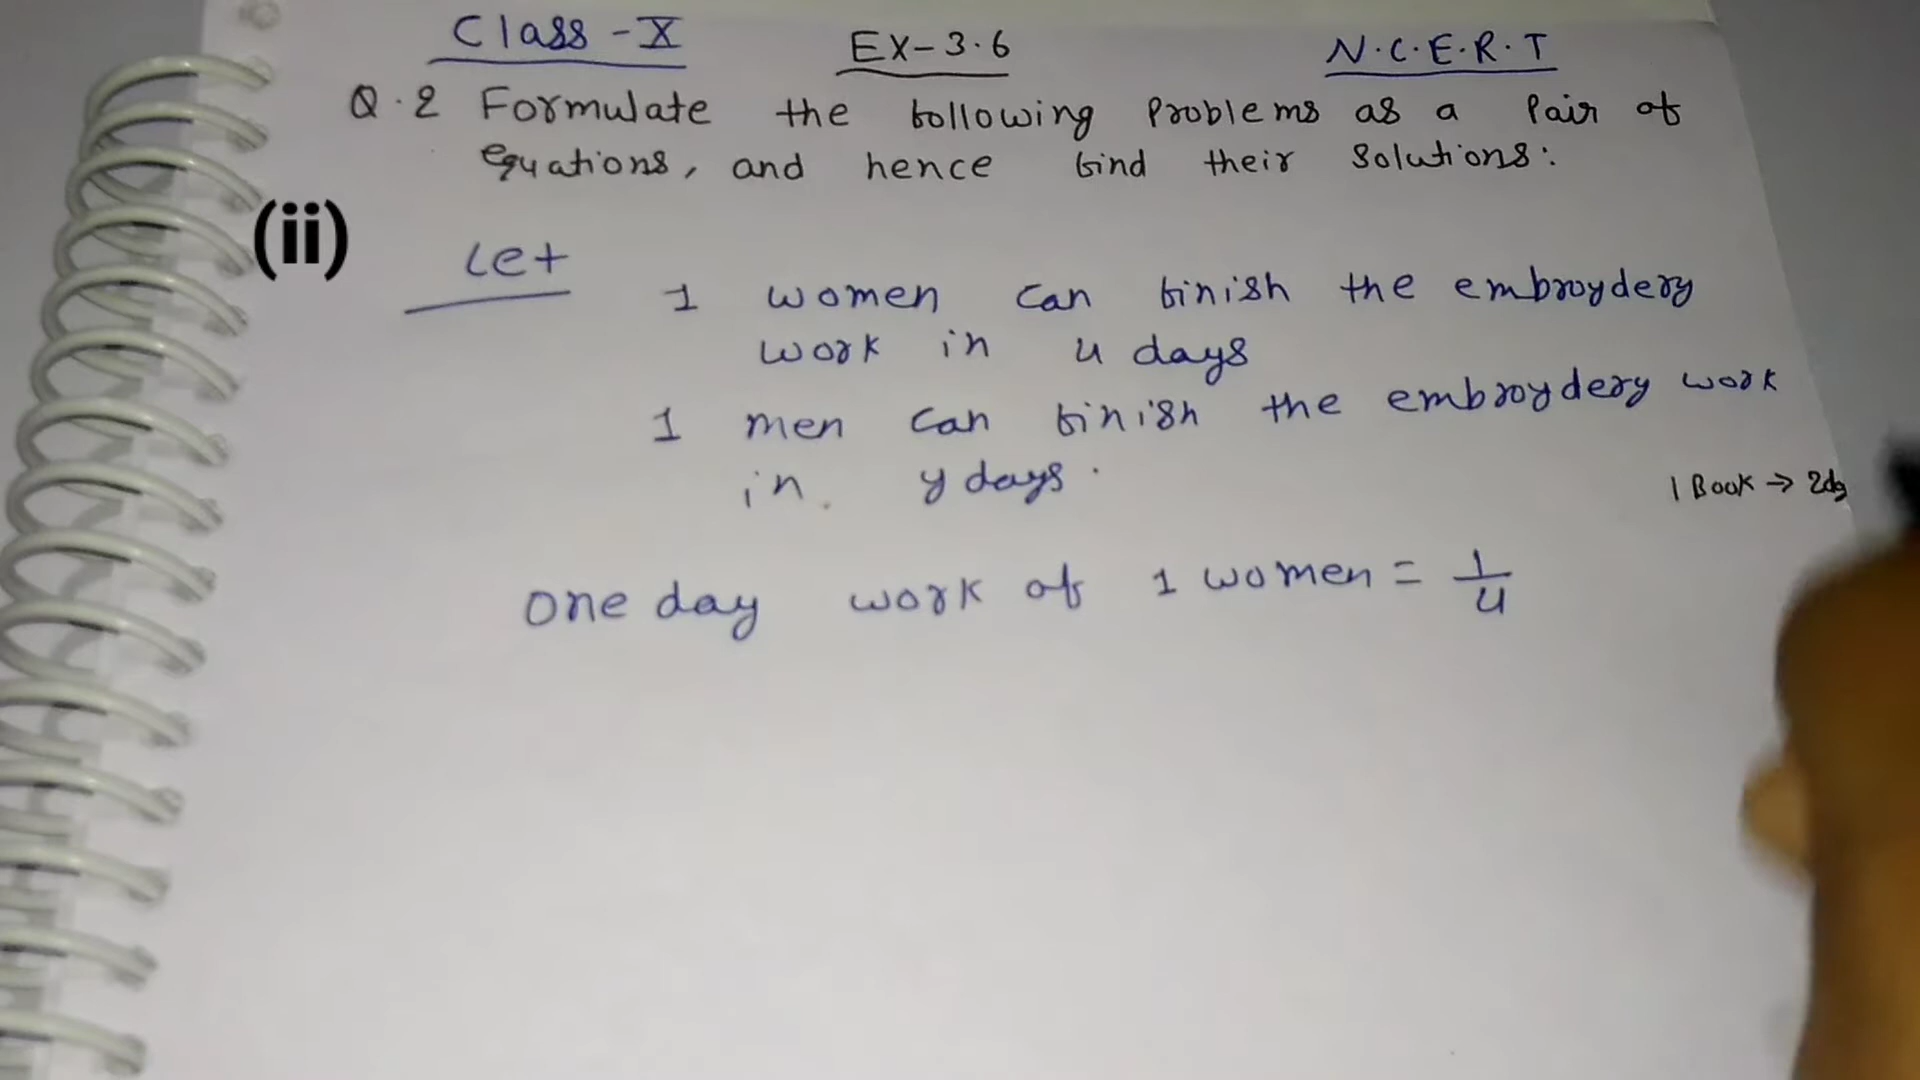 Class - X
EX-3.6
N.C.E.R.T
Q.2 Formulate the following Problems as a Pair of
equations, and hence find their solutions:
(ii)
Let
1 women can finish the embroydery
work in u days
1 men can finish the embroydery work
in y days.
1 Book → 2dy
one day work of 1 women = 1/u